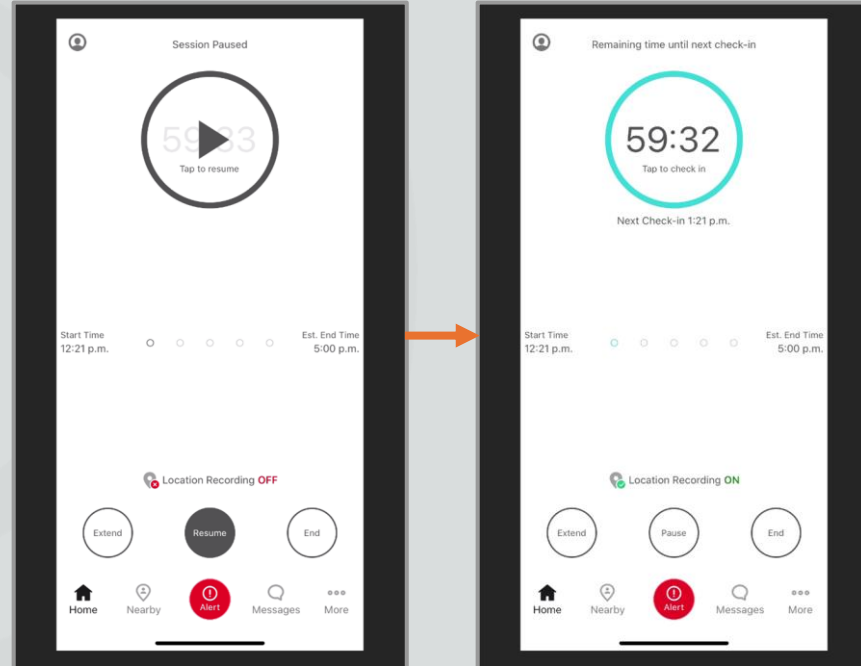 Session Paused
59:33
Tap to resume
Start Time
12:21 p.m.
Est. End Time
5:00 p.m.
Location Recording OFF
Extend
Resume
End
Home
Nearby
Alert
Messages
More
Remaining time until next check-in
59:32
Tap to check in
Next Check-in 1:21 p.m.
Start Time
12:21 p.m.
Est. End Time
5:00 p.m.
Location Recording ON
Extend
Pause
End
Home
Nearby
Alert
Messages
More